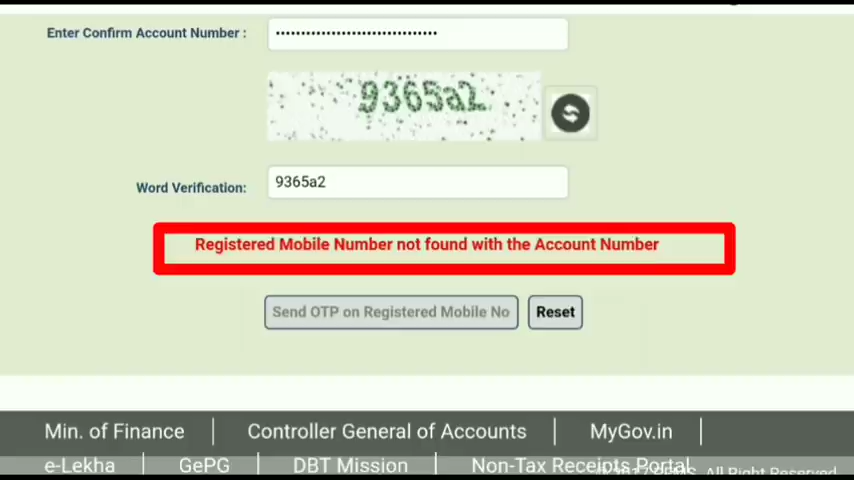 Enter Confirm Account Number :
9365a2
Word Verification:
9365a2
Registered Mobile Number not found with the Account Number
Send OTP on Registered Mobile No
Reset
Min. of Finance
Controller General of Accounts
MyGov.in
e-Lekha
GePG
DBT Mission
Non-Tax Receipts Portal
PFMS, All Right Reserved